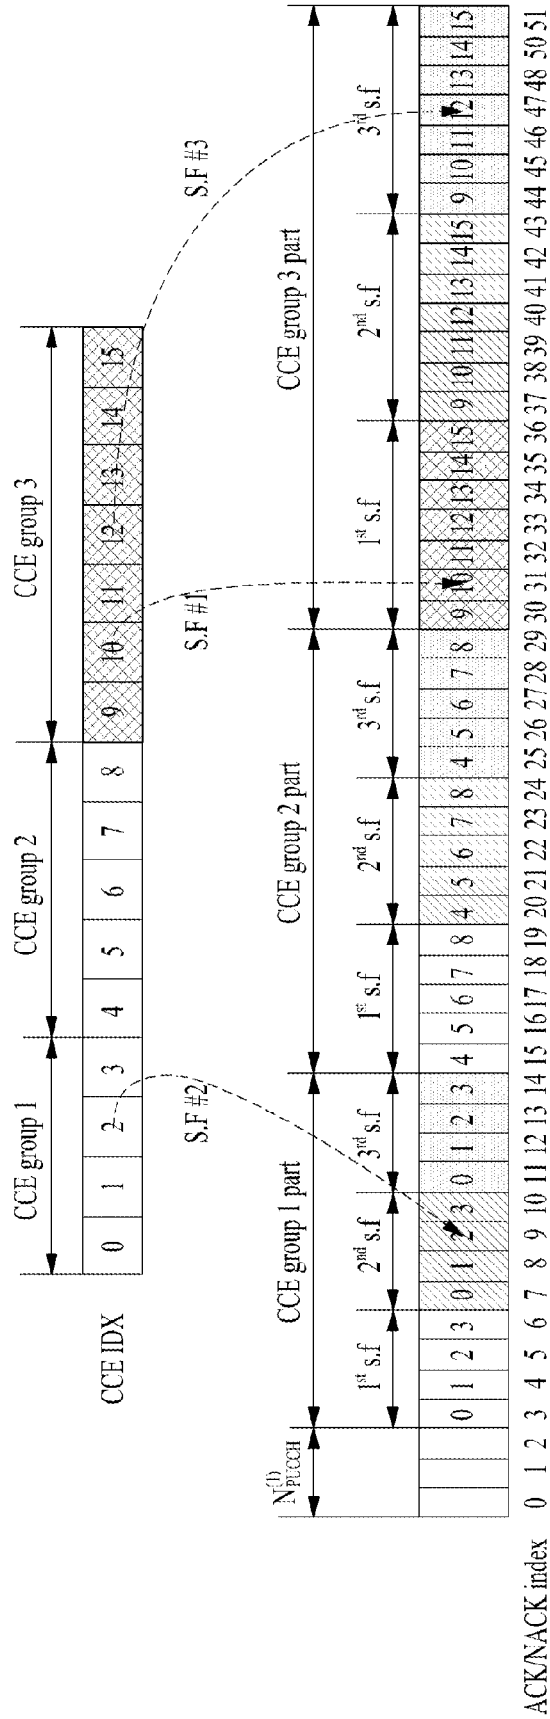 CCE group 1 CCE group 2 CCE group 3
CCE IDX 0 1 2 3 4 5 6 7 8 9 10 11 12 13 14 15
S.F #2 S.F #1 S.F #3
N(1)PUCCH CCE group 1 part CCE group 2 part CCE group 3 part
1st s.f 2nd s.f 3rd s.f 1st s.f 2nd s.f 3rd s.f 1st s.f 2nd s.f 3rd s.f
0 1 2 3 0 1 2 3 0 1 2 3 4 5 6 7 8 4 5 6 7 8 4 5 6 7 8 9 10 11 12 13 14 15 9 10 11 12 13 14 15 9 10 11 12 13 14 15
ACK/NACK index 0 1 2 3 4 5 6 7 8 9 10 11 12 13 14 15 16 17 18 19 20 21 22 23 24 25 26 27 28 29 30 31 32 33 34 35 36 37 38 39 40 41 42 43 44 45 46 47 48 50 51